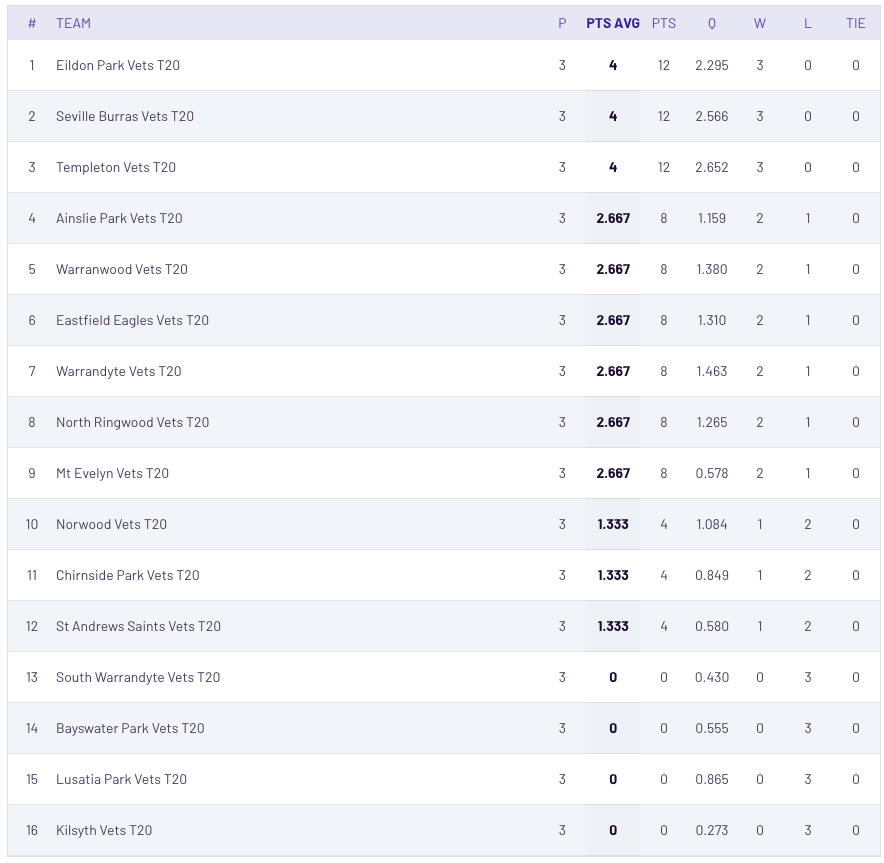 # TEAM P PTS AVG PTS Q W L TIE
1 Eildon Park Vets T20 3 4 12 2.295 3 0 0
2 Seville Burras Vets T20 3 4 12 2.566 3 0 0
3 Templeton Vets T20 3 4 12 2.652 3 0 0
4 Ainslie Park Vets T20 3 2.667 8 1.159 2 1 0
5 Warranwood Vets T20 3 2.667 8 1.380 2 1 0
6 Eastfield Eagles Vets T20 3 2.667 8 1.310 2 1 0
7 Warrandyte Vets T20 3 2.667 8 1.463 2 1 0
8 North Ringwood Vets T20 3 2.667 8 1.265 2 1 0
9 Mt Evelyn Vets T20 3 2.667 8 0.578 2 1 0
10 Norwood Vets T20 3 1.333 4 1.084 1 2 0
11 Chirnside Park Vets T20 3 1.333 4 0.849 1 2 0
12 St Andrews Saints Vets T20 3 1.333 4 0.580 1 2 0
13 South Warrandyte Vets T20 3 0 0 0.430 0 3 0
14 Bayswater Park Vets T20 3 0 0 0.555 0 3 0
15 Lusatia Park Vets T20 3 0 0 0.865 0 3 0
16 Kilsyth Vets T20 3 0 0 0.273 0 3 0